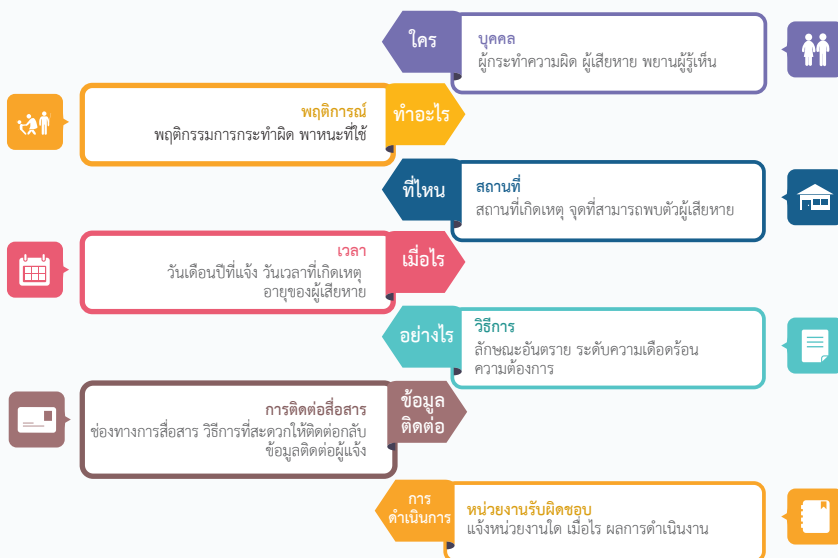 ใคร
บุคคล
ผู้กระทำความผิด ผู้เสียหาย พยานผู้รู้เห็น
ทำอะไร
พฤติการณ์
พฤติกรรมการกระทำผิด พาหนะที่ใช้
ที่ไหน
สถานที่
สถานที่เกิดเหตุ จุดที่สามารถพบตัวผู้เสียหาย
เมื่อไร
เวลา
วันเดือนปีที่แจ้ง วันเวลาที่เกิดเหตุ
อายุของผู้เสียหาย
อย่างไร
วิธีการ
ลักษณะอันตราย ระดับความเดือดร้อน
ความต้องการ
ข้อมูล
ติดต่อ
การติดต่อสื่อสาร
ช่องทางการสื่อสาร วิธีการที่สะดวกให้ติดต่อกลับ
ข้อมูลติดต่อผู้แจ้ง
การ
ดำเนินการ
หน่วยงานรับผิดชอบ
แจ้งหน่วยงานใด เมื่อไร ผลการดำเนินงาน